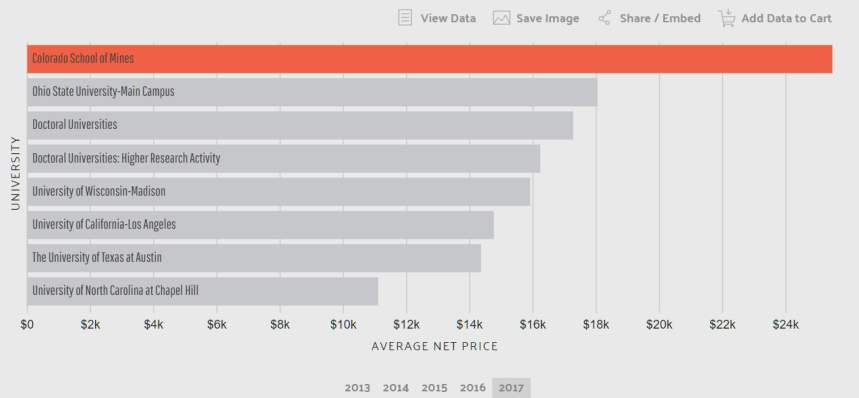 View Data Save Image Share / Embed Add Data to Cart
Colorado School of Mines
Ohio State University-Main Campus
Doctoral Universities
Doctoral Universities: Higher Research Activity
University of Wisconsin-Madison
University of California-Los Angeles
The University of Texas at Austin
University of North Carolina at Chapel Hill
UNIVERSITY
$0 $2k $4k $6k $8k $10k $12k $14k $16k $18k $20k $22k $24k
AVERAGE NET PRICE
2013 2014 2015 2016 2017